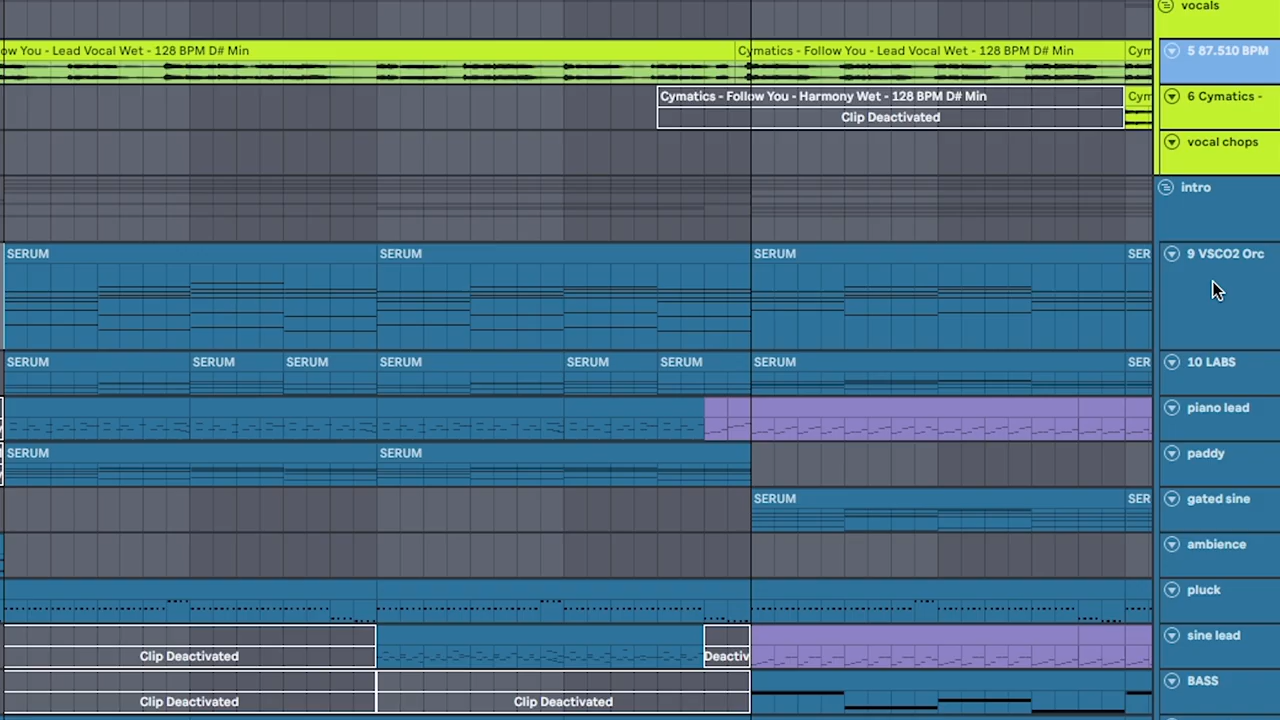 vocals
ow You - Lead Vocal Wet - 128 BPM D# Min
Cymatics - Follow You - Lead Vocal Wet - 128 BPM D# Min
Cym
5 87.510 BPM
Cymatics - Follow You - Harmony Wet - 128 BPM D# Min
Cym
6 Cymatics -
Clip Deactivated
vocal chops
intro
SERUM
SERUM
SERUM
SER
9 VSCO2 Orc
SERUM
SERUM
SERUM
SERUM
SERUM
SERUM
SERUM
SER
10 LABS
piano lead
SERUM
SERUM
paddy
SERUM
SER
gated sine
ambience
pluck
sine lead
Clip Deactivated
Deactiv
BASS
Clip Deactivated
Clip Deactivated